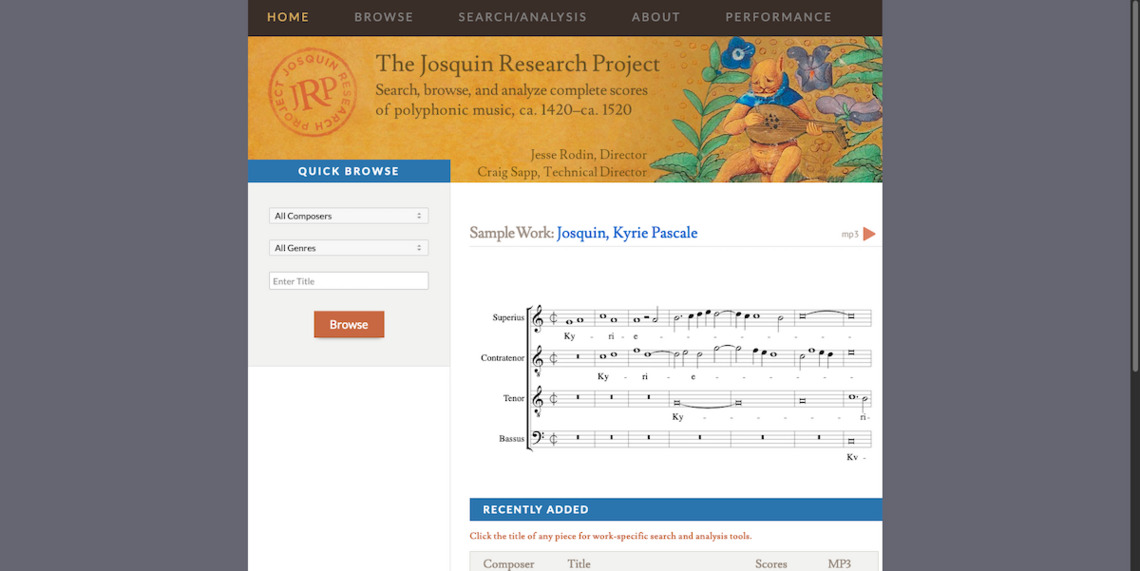 HOME BROWSE SEARCH/ANALYSIS ABOUT PERFORMANCE
JOSQUIN RESEARCH PROJECT
JRP
The Josquin Research Project
Search, browse, and analyze complete scores
of polyphonic music, ca. 1420–ca. 1520
Jesse Rodin, Director
Craig Sapp, Technical Director
QUICK BROWSE
All Composers
All Genres
Enter Title
Browse
Sample Work: Josquin, Kyrie Pascale
mp3
Superius
Ky - ri - e - - - - -
Contratenor
Ky - ri - e - - - -
Tenor
Ky - - - - ri-
Bassus
Ky -
RECENTLY ADDED
Click the title of any piece for work-specific search and analysis tools.
Composer Title Scores MP3